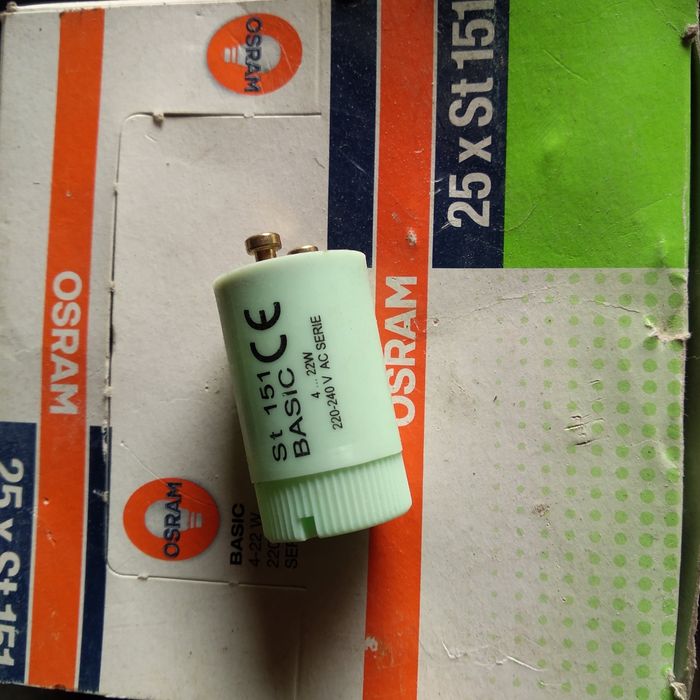 OSRAM
25 x St 151
OSRAM
OSRAM
25 x St 151
OSRAM
BASIC
4-22 W
St 151
BASIC
CE
4 ... 22W
220-240 V AC SERIE